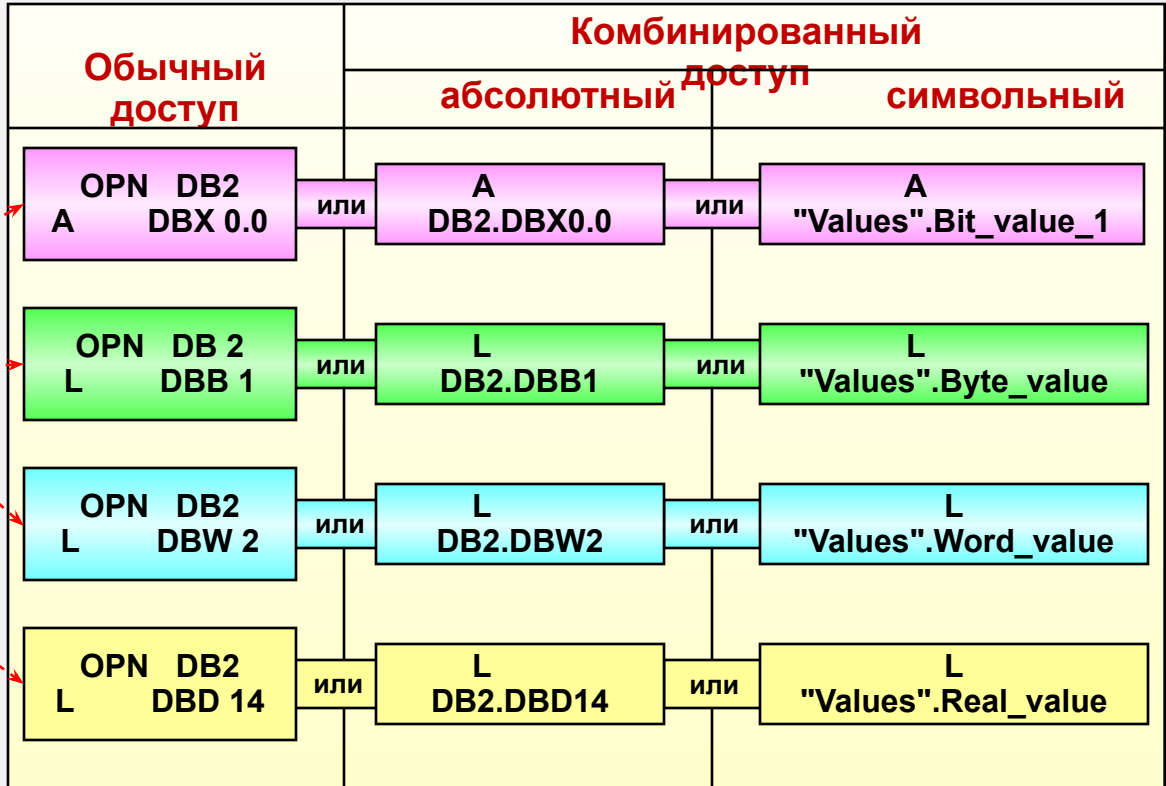 Обычный
доступ
Комбинированный
доступ
абсолютный
символьный
OPN DB2
A DBX 0.0
или
A
DB2.DBX0.0
или
A
"Values".Bit_value_1
OPN DB 2
L DBB 1
или
L
DB2.DBB1
или
L
"Values".Byte_value
OPN DB2
L DBW 2
или
L
DB2.DBW2
или
L
"Values".Word_value
OPN DB2
L DBD 14
или
L
DB2.DBD14
или
L
"Values".Real_value